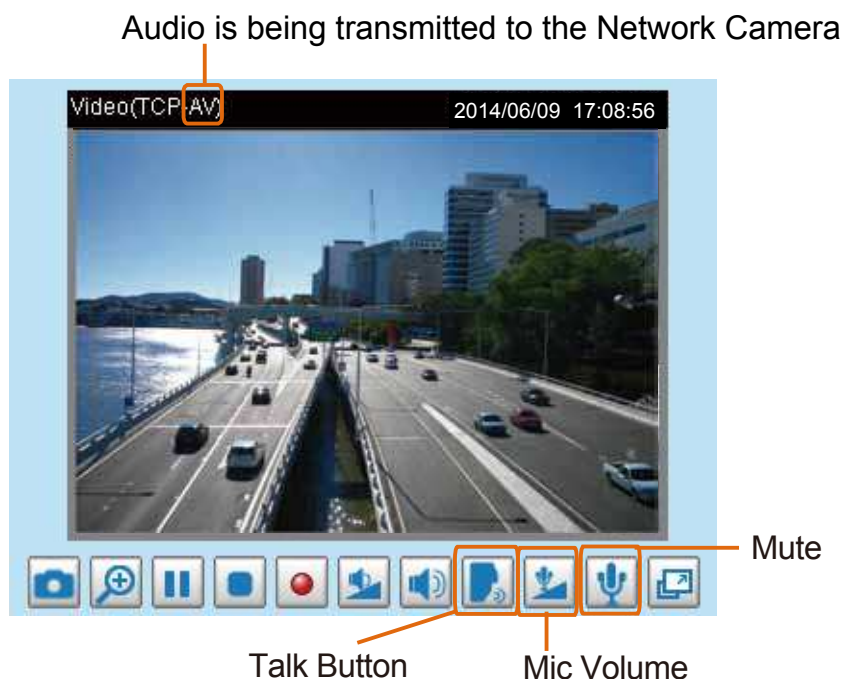 Audio is being transmitted to the Network Camera
Video(TCP-AV) 2014/06/09 17:08:56
Mute
Talk Button Mic Volume